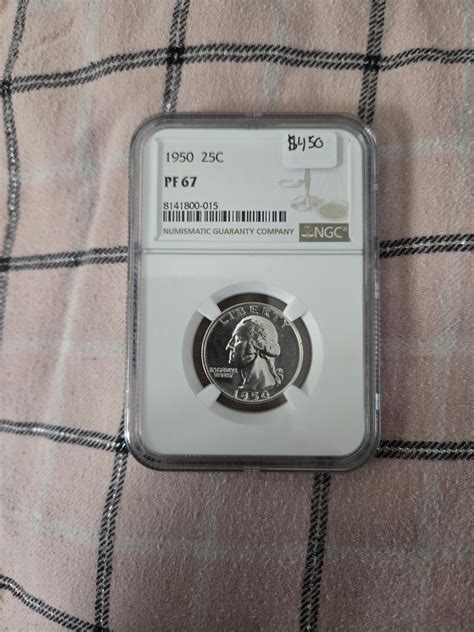 1950 25C
$450
PF 67
8141800-015
NUMISMATIC GUARANTY COMPANY
NGC
LIBERTY
IN GOD WE
TRUST
1950